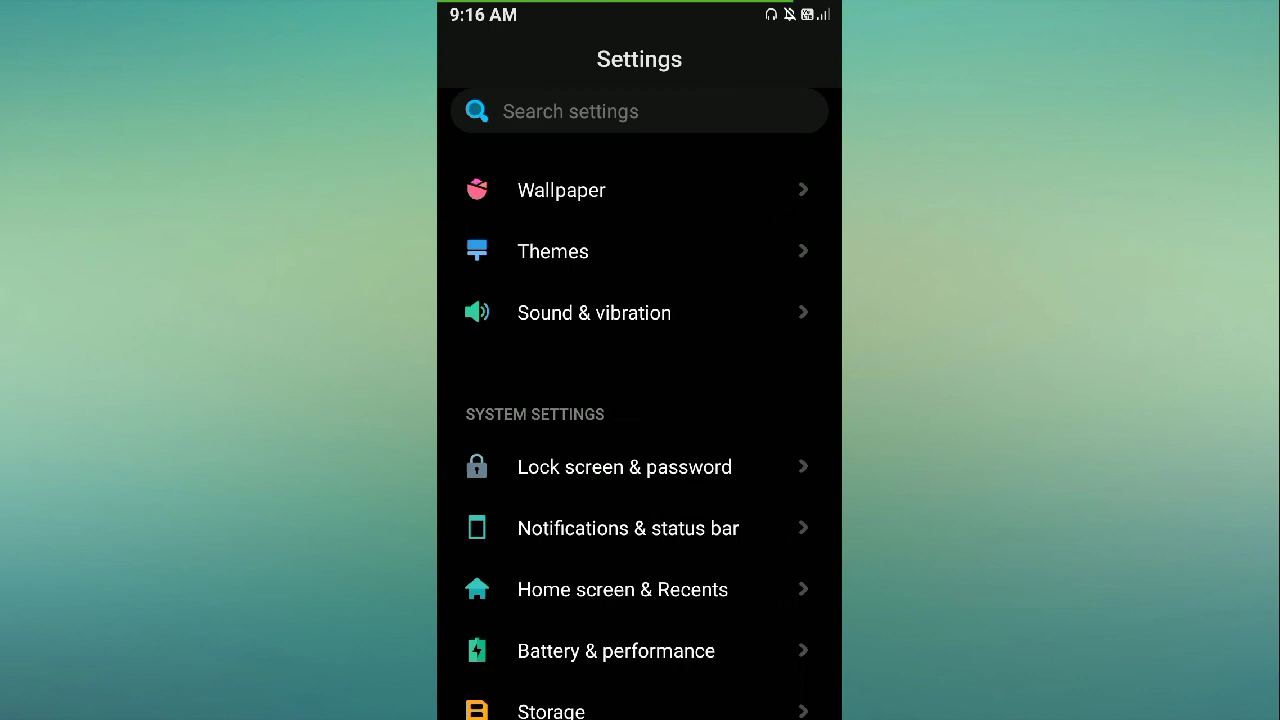 9:16 AM
Settings
Search settings
Wallpaper
Themes
Sound & vibration
SYSTEM SETTINGS
Lock screen & password
Notifications & status bar
Home screen & Recents
Battery & performance
Storage